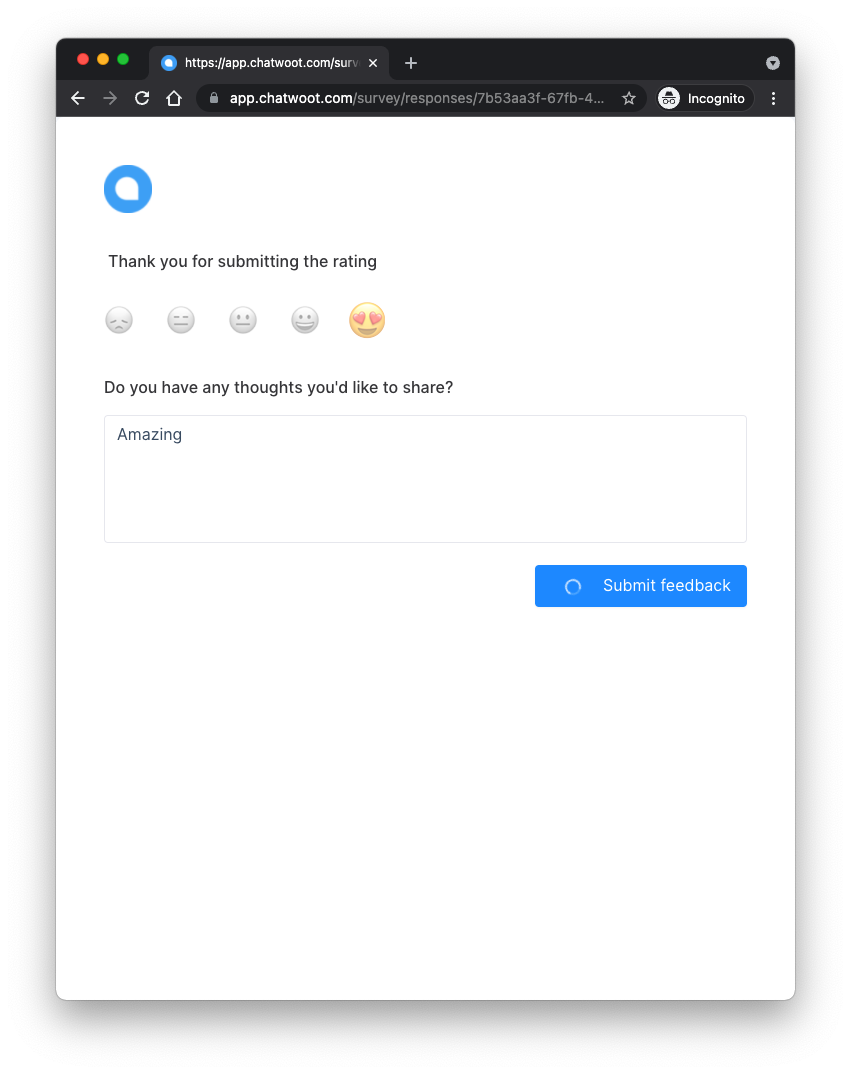 https://app.chatwoot.com/surv
app.chatwoot.com/survey/responses/7b53aa3f-67fb-4...
Incognito
Thank you for submitting the rating
Do you have any thoughts you'd like to share?
Amazing
Submit feedback